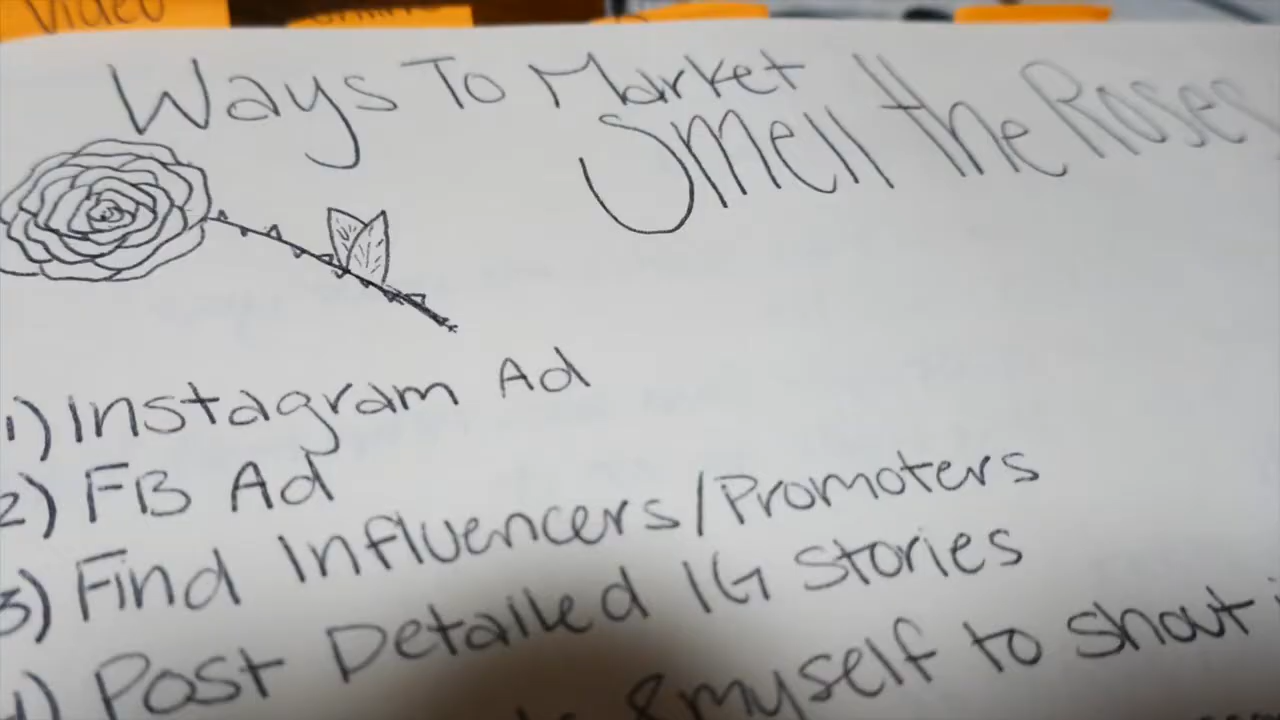 Video
Ways To Market
Smell the Roses
1) Instagram Ad
2) FB Ad
3) Find Influencers/Promoters
4) Post Detailed IG Stories
& myself to shout